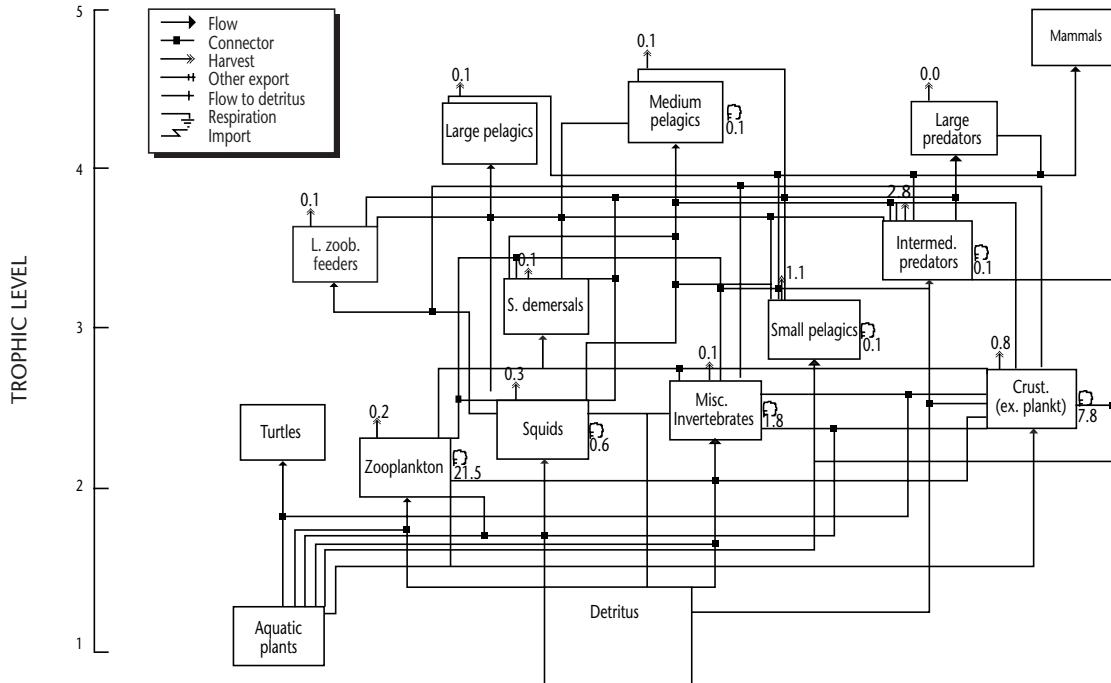 5
Flow
Connector
Harvest
Other export
Flow to detritus
Respiration
Import
0.1
0.1
0.0
Mammals
Large pelagics
Medium
pelagics
0.1
Large
predators
4
TROPHIC LEVEL
0.1
2.8
L. zoob.
feeders
Intermed.
predators
0.1
0.1
S. demersals
1.1
Small pelagics
0.1
3
0.8
Crust.
(ex. plankt)
7.8
0.1
Misc.
Invertebrates
1.8
0.3
Squids
0.6
0.2
Zooplankton
21.5
Turtles
2
Detritus
Aquatic
plants
1